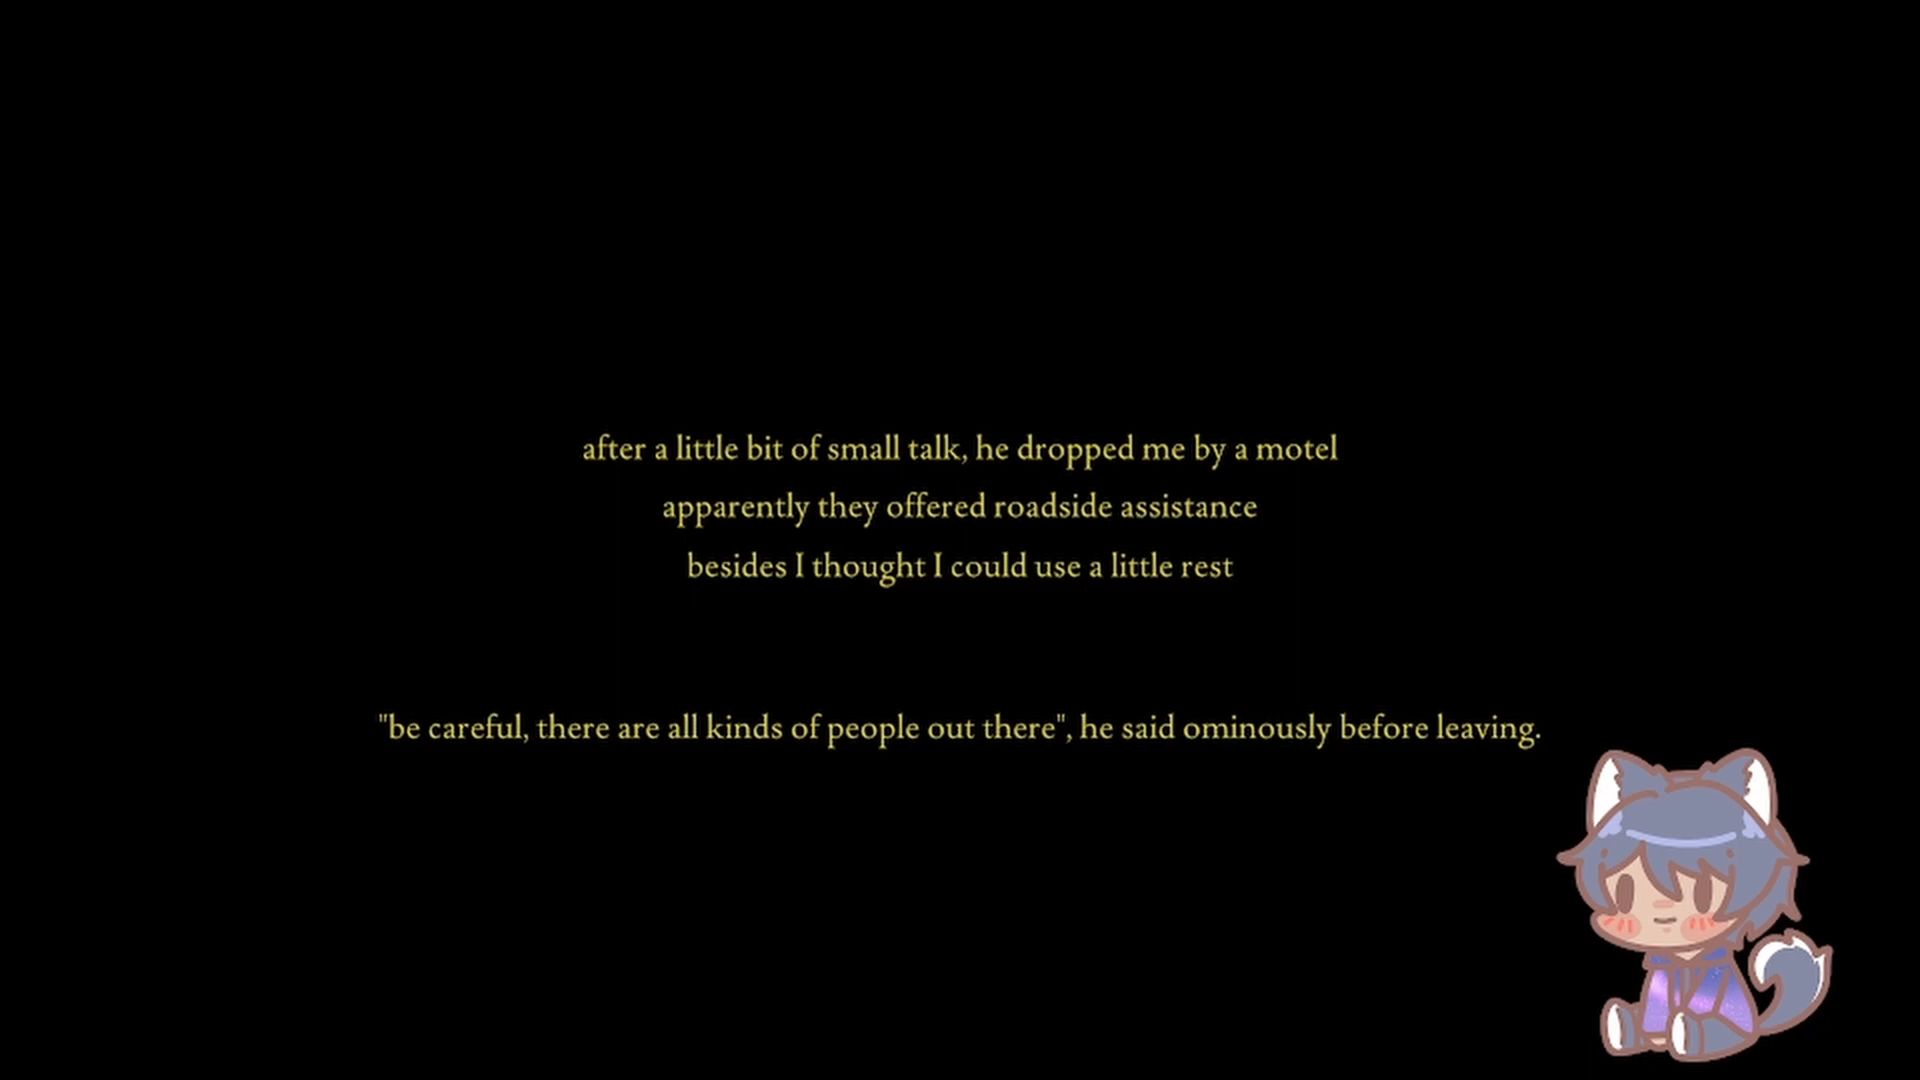 after a little bit of small talk, he dropped me by a motel
apparently they offered roadside assistance
besides I thought I could use a little rest
"be careful, there are all kinds of people out there", he said ominously before leaving.